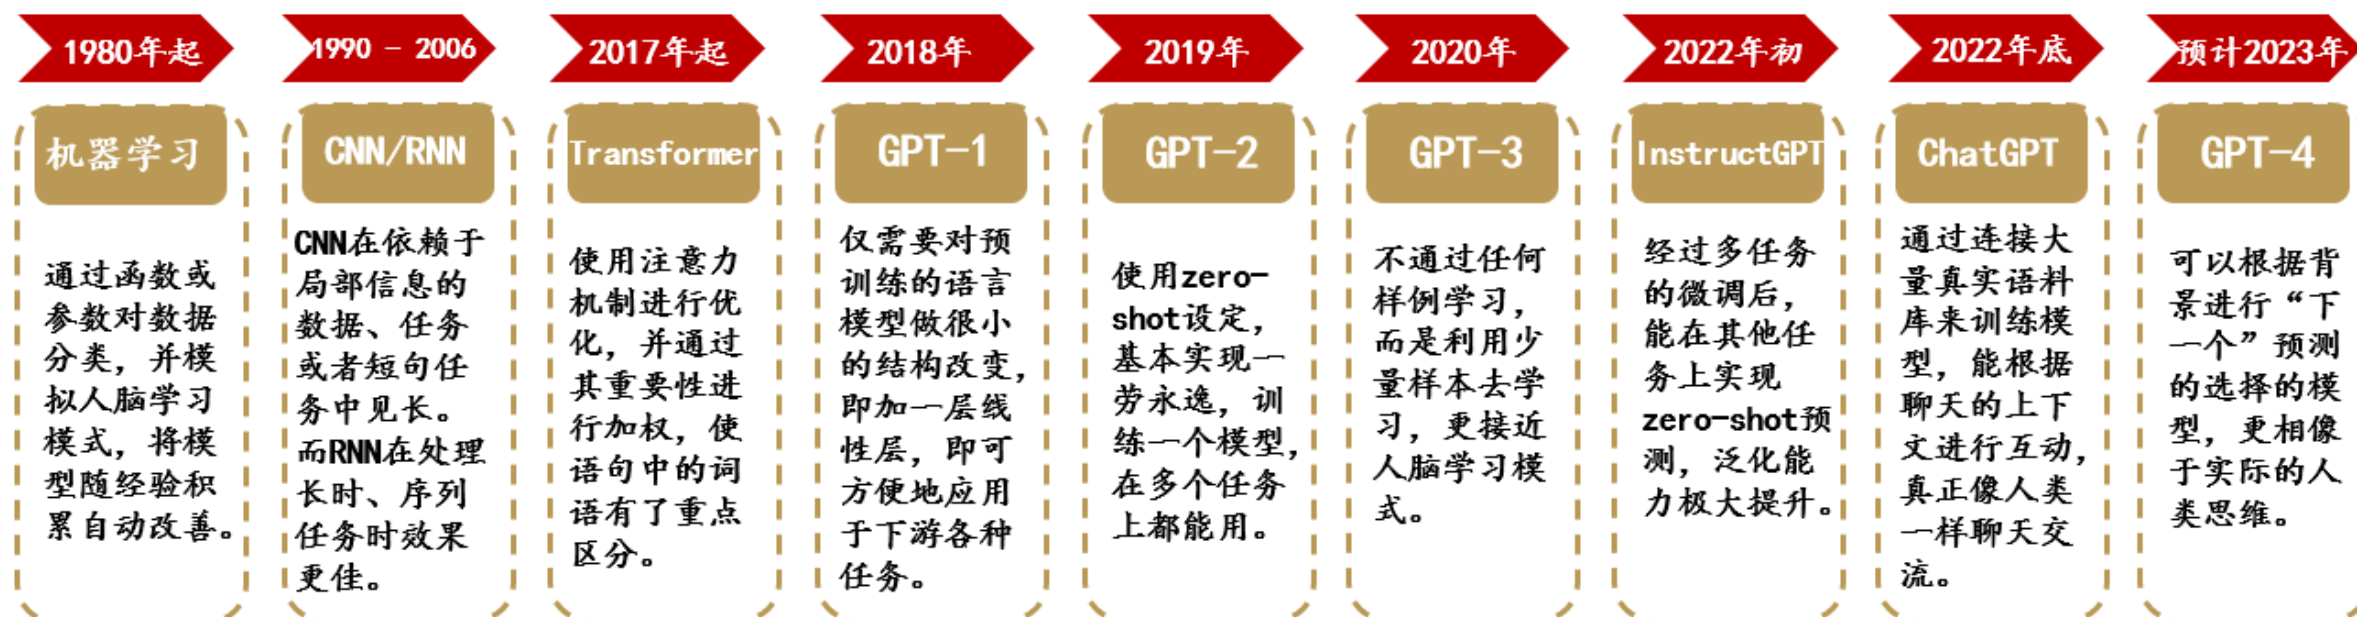 1980年起
1990 - 2006
2017年起
2018年
2019年
2020年
2022年初
2022年底
预计2023年
机器学习
CNN/RNN
Transformer
GPT-1
GPT-2
GPT-3
InstructGPT
ChatGPT
GPT-4
通过函数或
参数对数据
分类，并模
拟人脑学习
模式，将模
型随经验积
累自动改善。
CNN在依赖于
局部信息的
数据、任务
或者短句任
务中见长。
而RNN在处理
长时、序列
任务时效果
更佳。
使用注意力
机制进行优
化，并通过
其重要性进
行加权，使
语句中的词
语有了重点
区分。
仅需要对预
训练的语言
模型做很小
的结构改变，
即加一层线
性层，即可
方便地应用
于下游各种
任务。
使用zero-
shot设定，
基本实现一
劳永逸，训
练一个模型，
在多个任务
上都能用。
不通过任何
样例学习，
而是利用少
量样本去学
习，更接近
人脑学习模
式。
经过多任务
的微调后，
能在其他任
务上实现
zero-shot预
测，泛化能
力极大提升。
通过连接大
量真实语料
库来训练模
型，能根据
聊天的上下
文进行互动，
真正像人类
一样聊天交
流。
可以根据背
景进行“下
一个”预测
的选择的模
型，更相像
于实际的人
类思维。